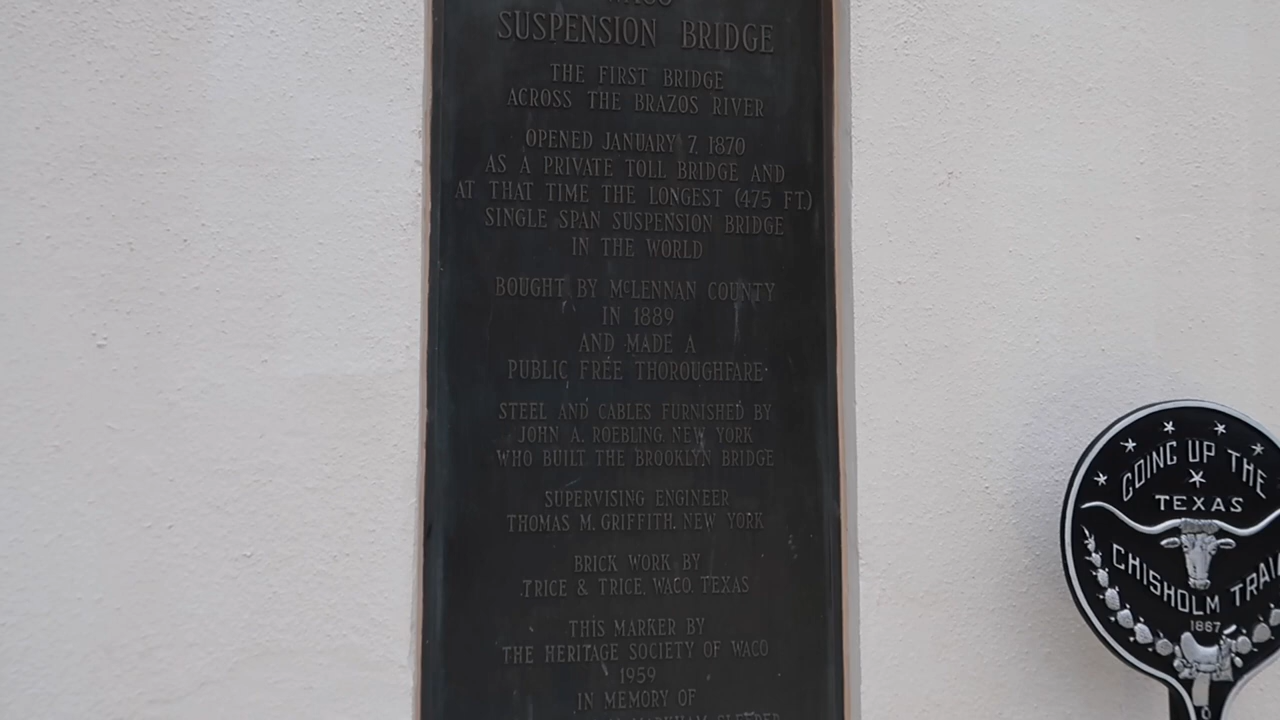 WACO
SUSPENSION BRIDGE
THE FIRST BRIDGE
ACROSS THE BRAZOS RIVER
OPENED JANUARY 7, 1870
AS A PRIVATE TOLL BRIDGE AND
AT THAT TIME THE LONGEST (475 FT.)
SINGLE SPAN SUSPENSION BRIDGE
IN THE WORLD
BOUGHT BY McLENNAN COUNTY
IN 1889
AND MADE A
PUBLIC FREE THOROUGHFARE
STEEL AND CABLES FURNISHED BY
JOHN A. ROEBLING, NEW YORK
WHO BUILT THE BROOKLYN BRIDGE
SUPERVISING ENGINEER
THOMAS M. GRIFFITH, NEW YORK
BRICK WORK BY
TRICE & TRICE, WACO, TEXAS
THIS MARKER BY
THE HERITAGE SOCIETY OF WACO
1959
IN MEMORY OF
MARKHAM SLEEPER
GOING UP THE
TEXAS
CHISHOLM TRAIL
1867